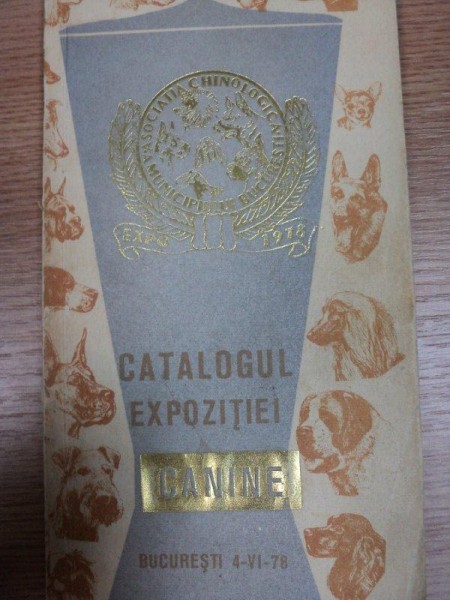 ASOCIAȚIA CHINOLOGICĂ
MUNICIPIULUI BUCUREȘTI
EXPO 1978
CATALOGUL
EXPOZIȚIEI
CANINE
BUCUREȘTI 4-VI-78